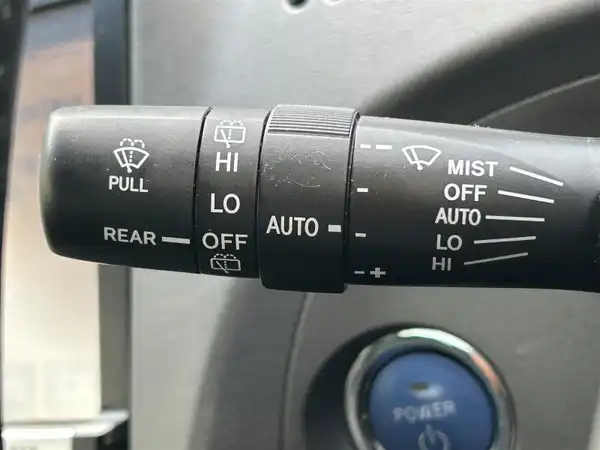 PULL
REAR
HI
LO
OFF
AUTO
MIST
OFF
AUTO
LO
HI
- +
POWER